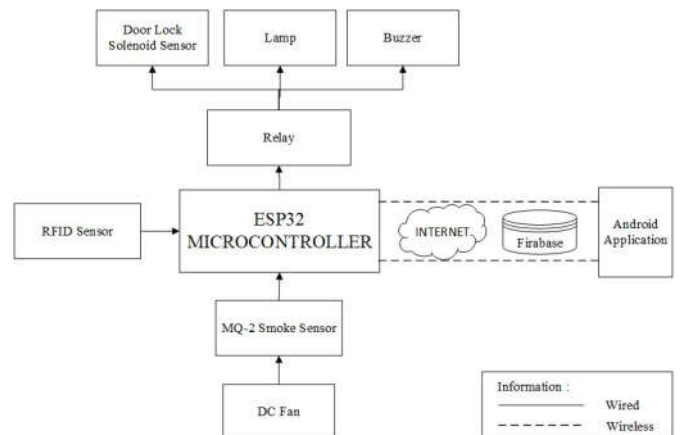 Door Lock
Solenoid Sensor
Lamp
Buzzer
Relay
RFID Sensor
ESP32
MICROCONTROLLER
INTERNET
Firabase
Android
Application
MQ-2 Smoke Sensor
DC Fan
Information :
Wired
Wireless